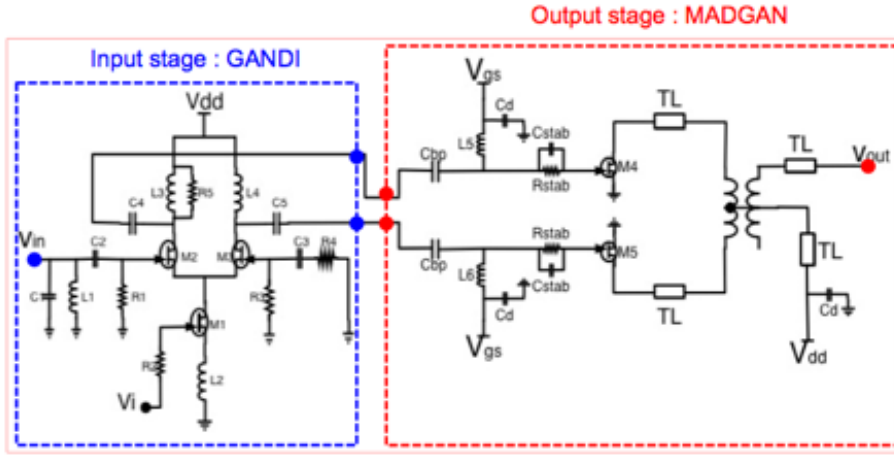 Output stage : MADGAN
Input stage : GANDI
Vdd
Vgs
Cd
L5
Cstab
Cbp
Rstab
M4
TL
TL
Vout
L3
R5
L4
C4
C5
Vin
C2
M2
M3
C3
R4
C1
L1
R1
R3
M1
R2
L2
Vi
Rstab
Cbp
L6
Cstab
M5
Cd
Vgs
TL
TL
Cd
Vdd